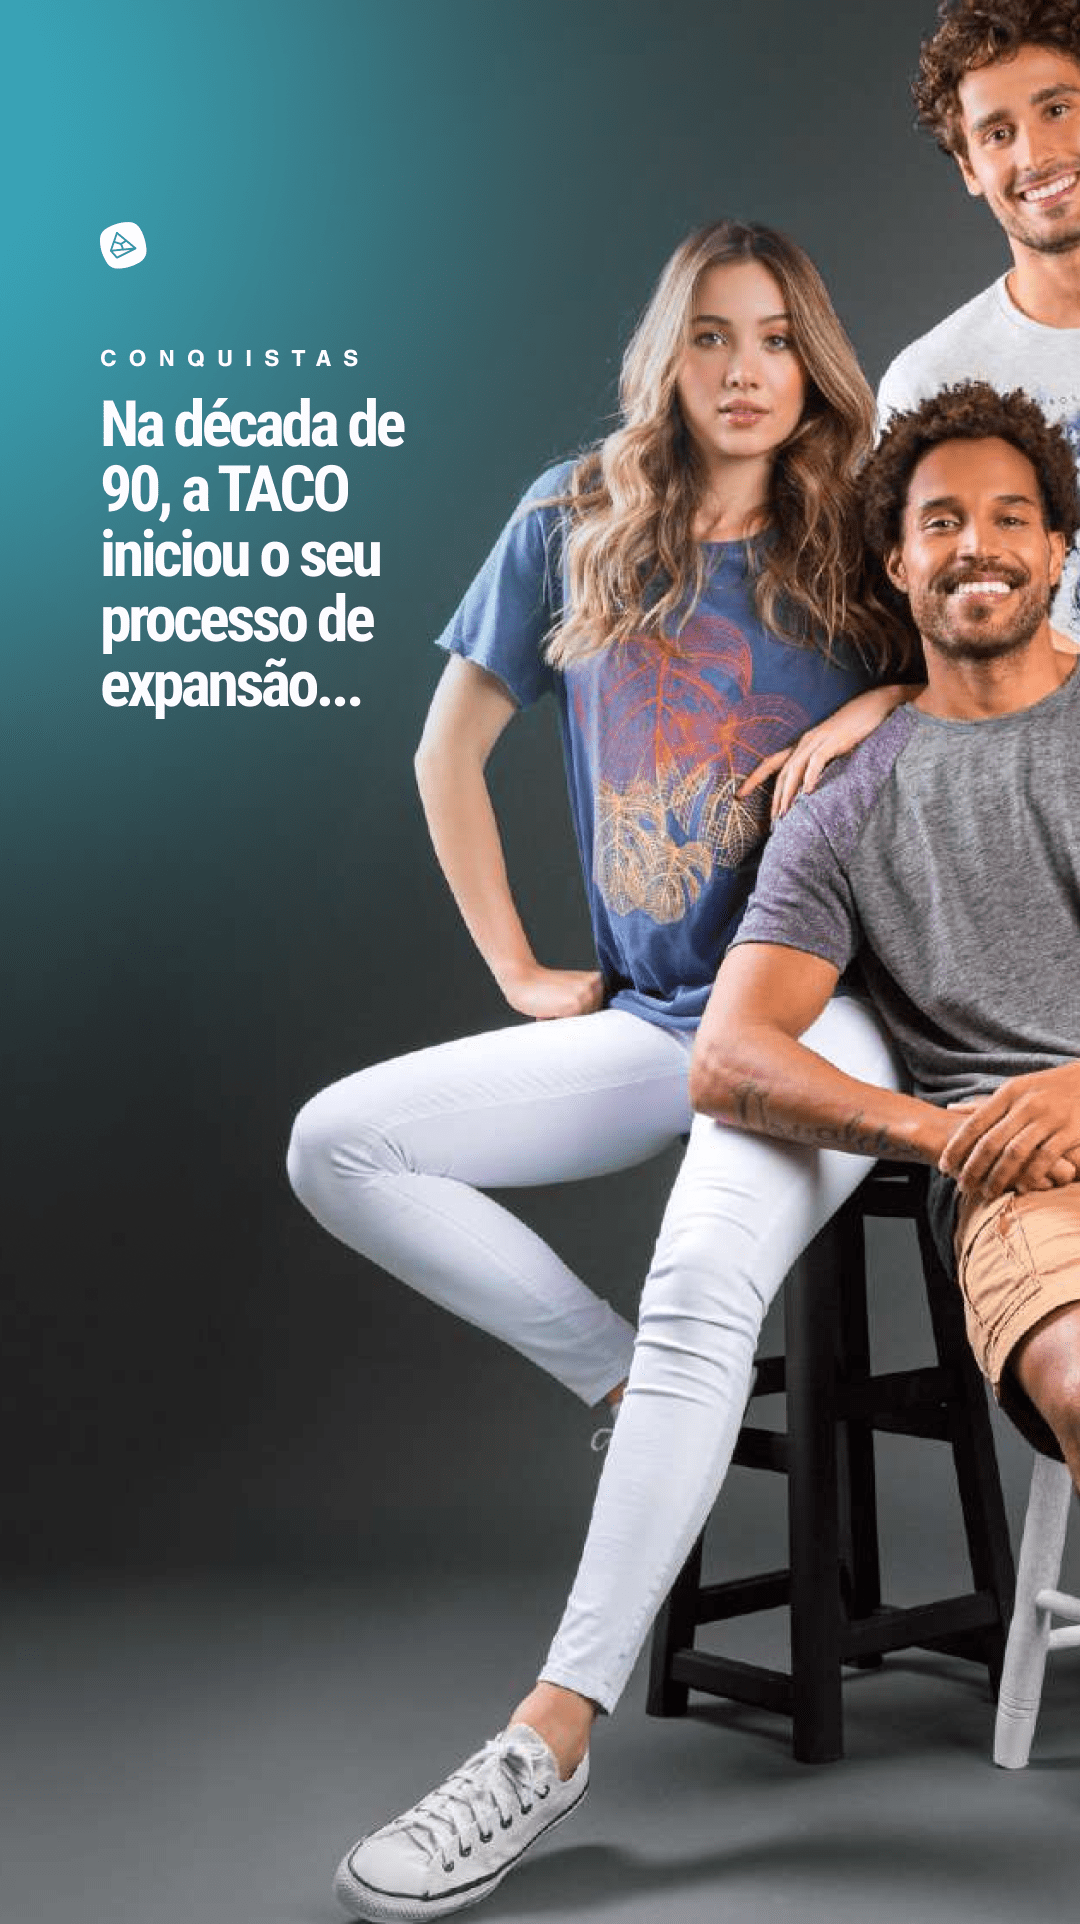 CONQUISTAS
Na década de
90, a TACO
iniciou o seu
processo de
expansão...